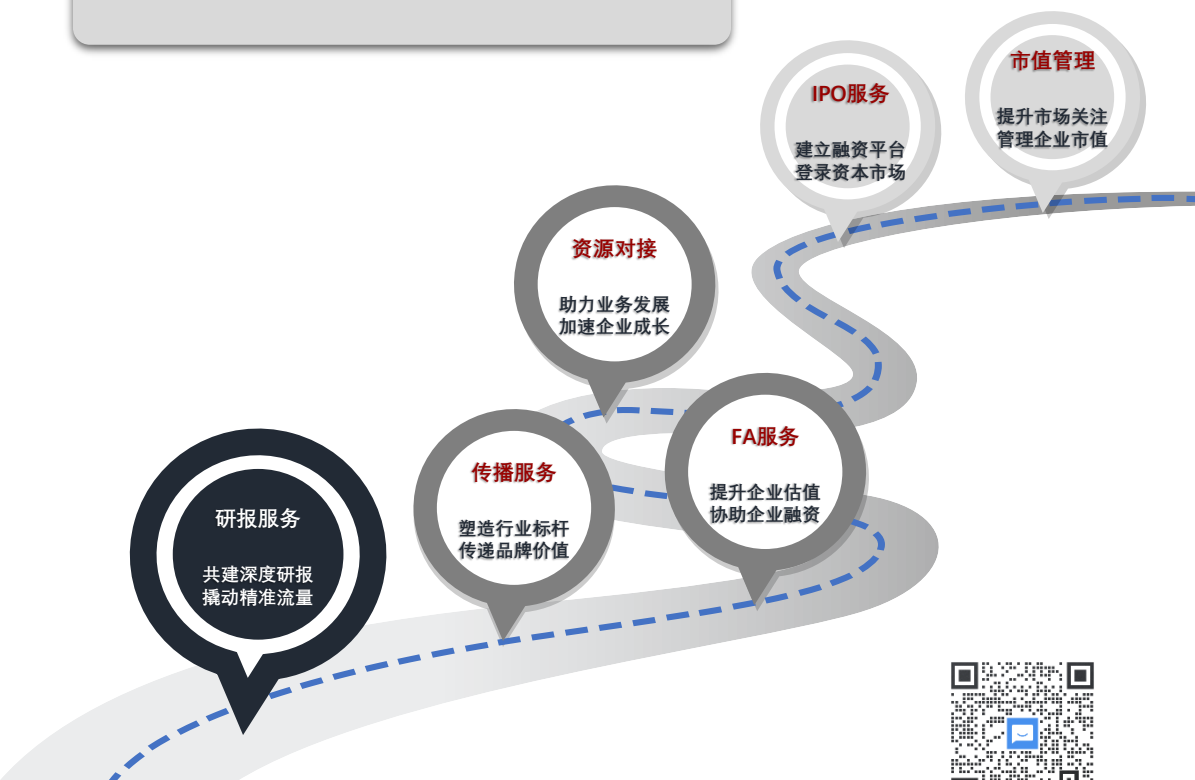 市值管理
提升市场关注
管理企业市值
IPO服务
建立融资平台
登录资本市场
资源对接
助力业务发展
加速企业成长
FA服务
提升企业估值
协助企业融资
传播服务
塑造行业标杆
传递品牌价值
研报服务
共建深度研报
撬动精准流量